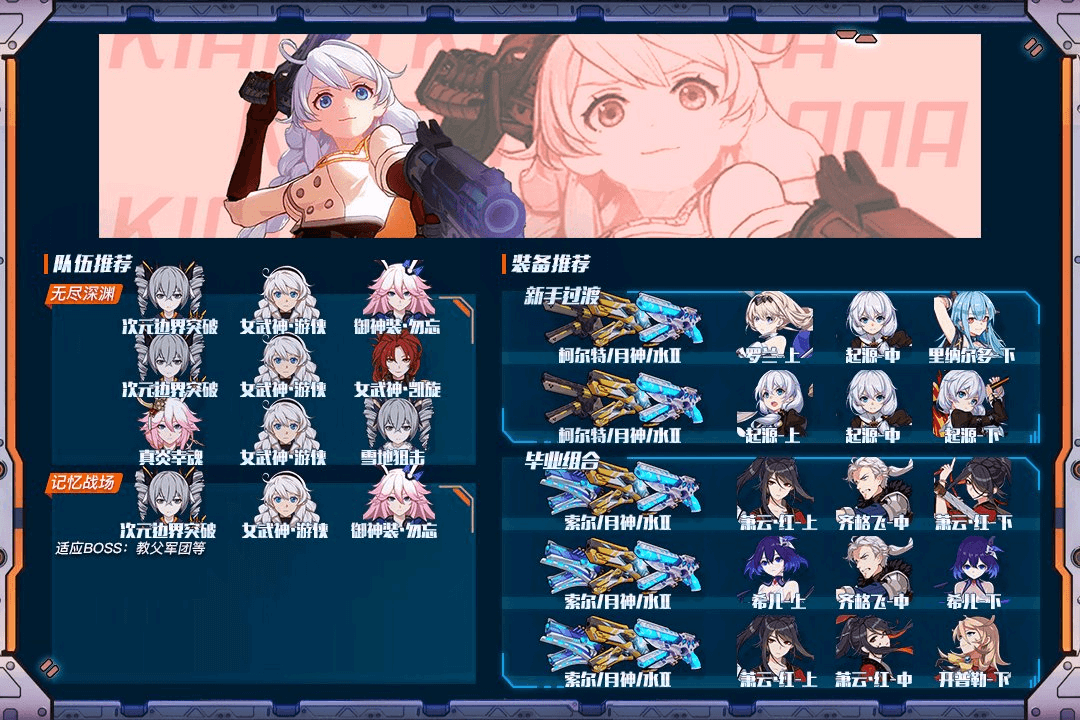 队伍推荐
无尽深渊
次元边界突破 女武神·游侠 御神装·勿忘
次元边界突破 女武神·游侠 女武神·凯旋
真炎幸魂 女武神·游侠 雪地狙击
记忆战场
次元边界突破 女武神·游侠 御神装·勿忘
适应BOSS：教父军团等
装备推荐
新手过渡
柯尔特/月神/水II 罗兰-上 起源-中 里纳尔多-下
柯尔特/月神/水II 起源-上 起源-中 起源-下
毕业组合
索尔/月神/水II 萧云·红-上 齐格飞-中 萧云·红-下
索尔/月神/水II 希儿-上 齐格飞-中 希儿-下
索尔/月神/水II 萧云·红-上 萧云·红-中 开普勒-下